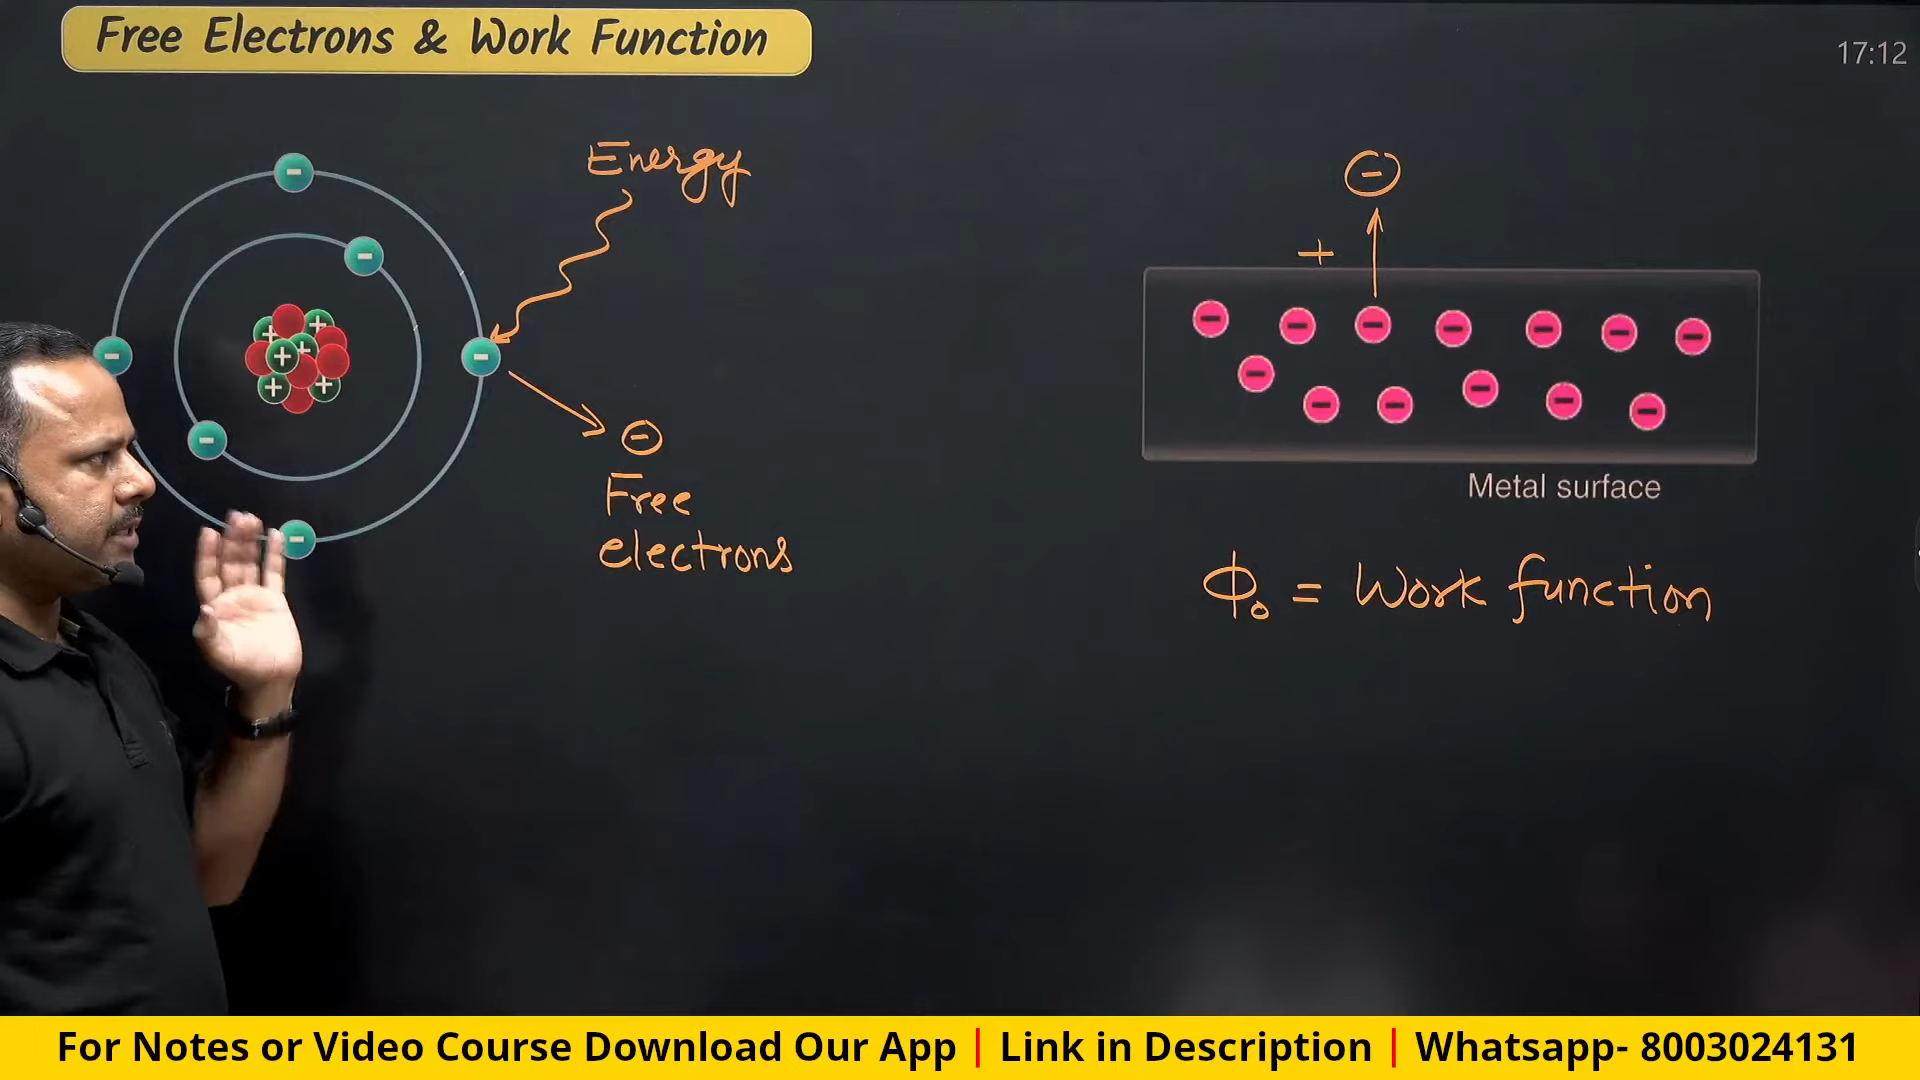 Free Electrons & Work Function
17:12
Energy
Free
electrons
Metal surface
Φ₀ = Work function
For Notes or Video Course Download Our App | Link in Description | Whatsapp- 8003024131